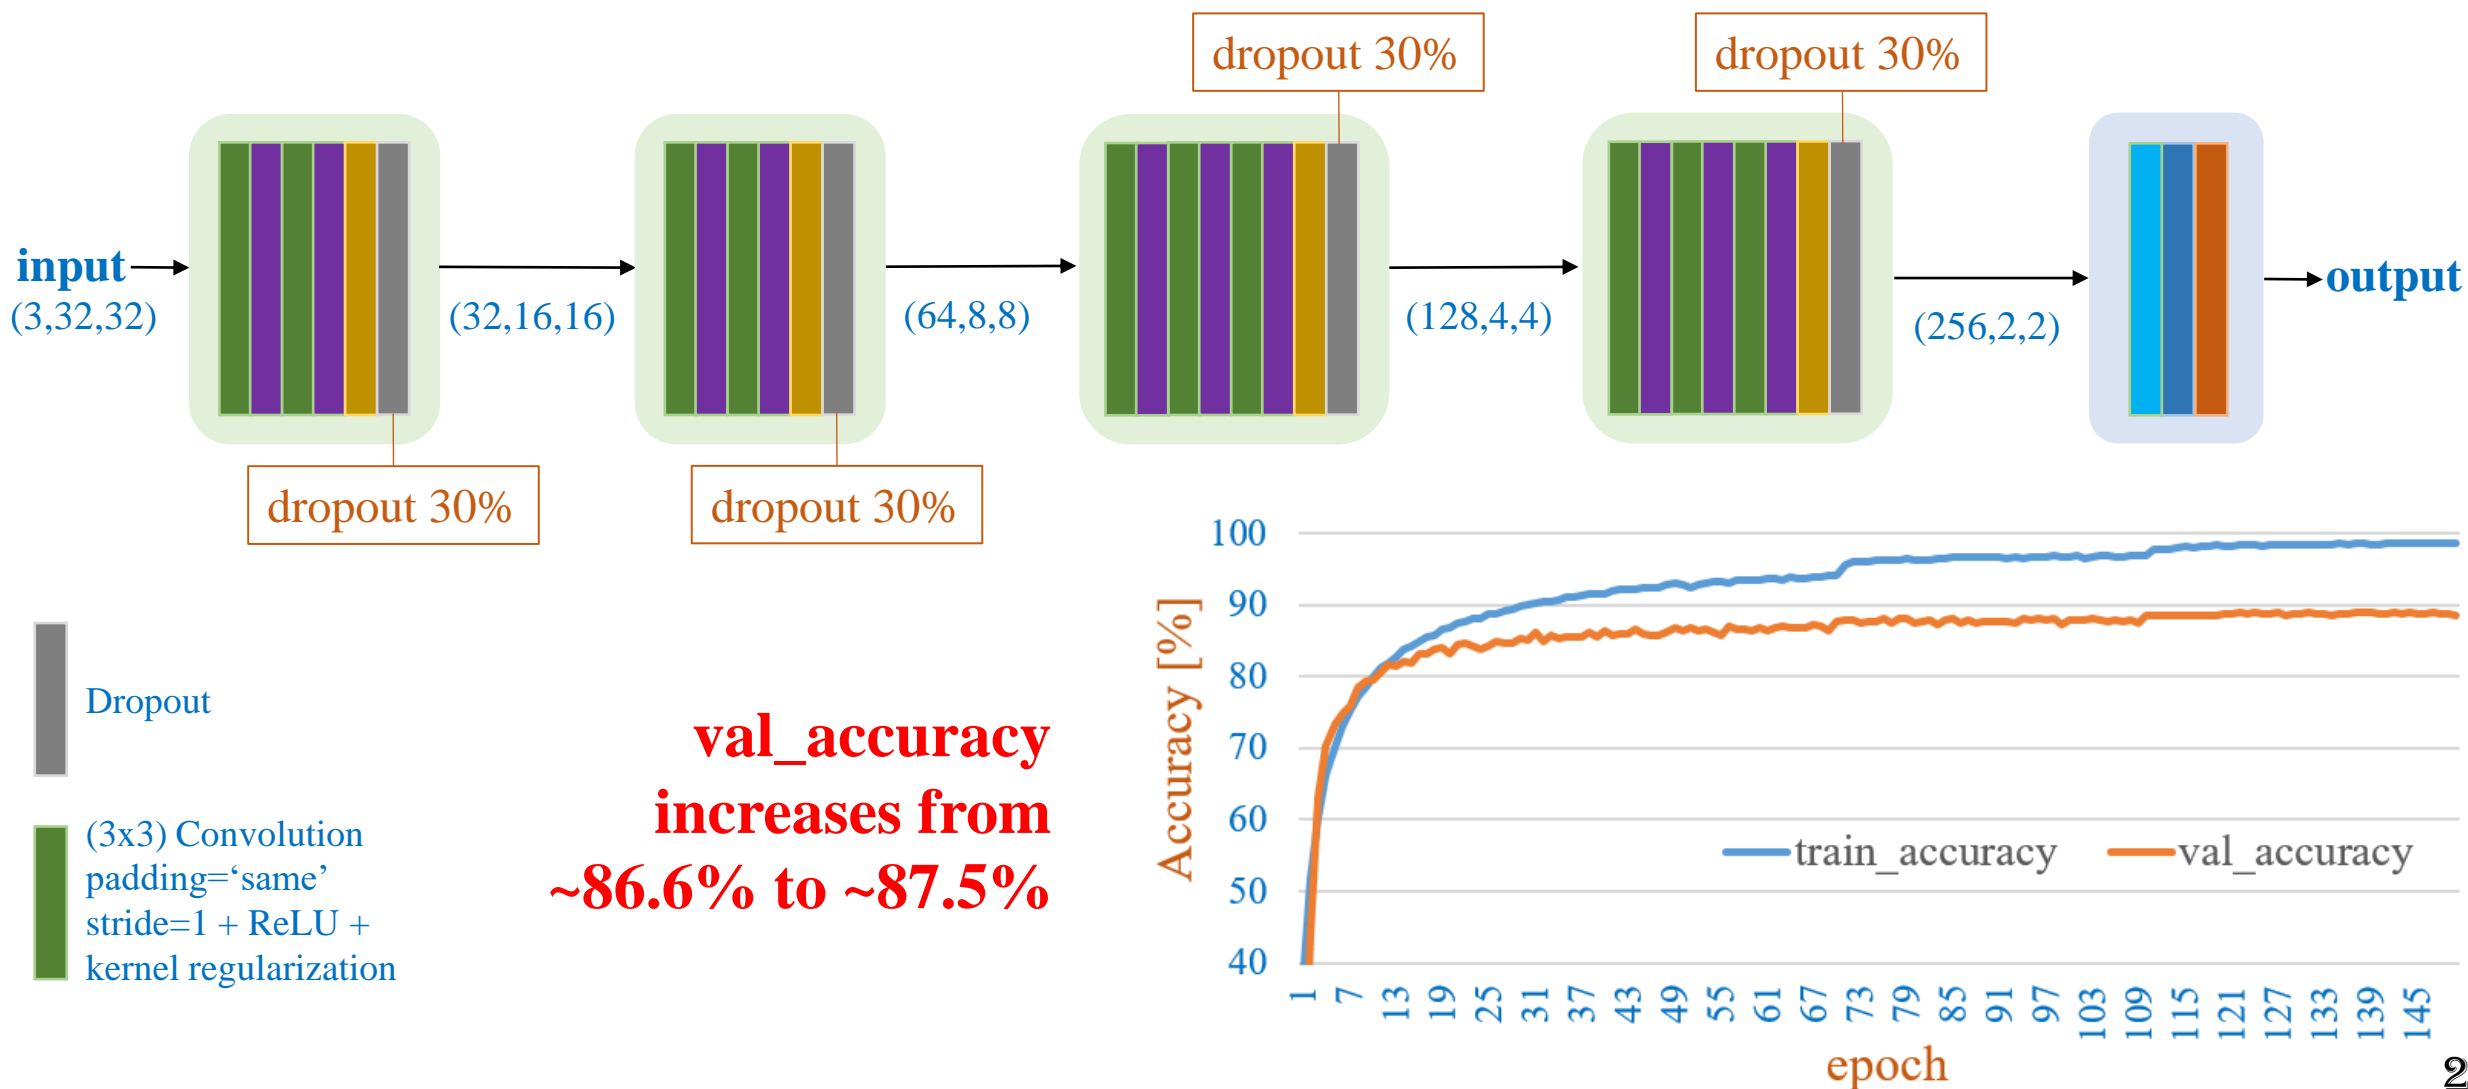 dropout 30%
dropout 30%
input
(3,32,32)
(32,16,16)
(64,8,8)
(128,4,4)
(256,2,2)
output
dropout 30%
dropout 30%
Dropout
(3x3) Convolution
padding=‘same’
stride=1 + ReLU +
kernel regularization
val_accuracy
increases from
~86.6% to ~87.5%
Accuracy [%]
100
90
80
70
60
50
40
train_accuracy
val_accuracy
1 7 13 19 25 31 37 43 49 55 61 67 73 79 85 91 97 103 109 115 121 127 133 139 145
epoch
2